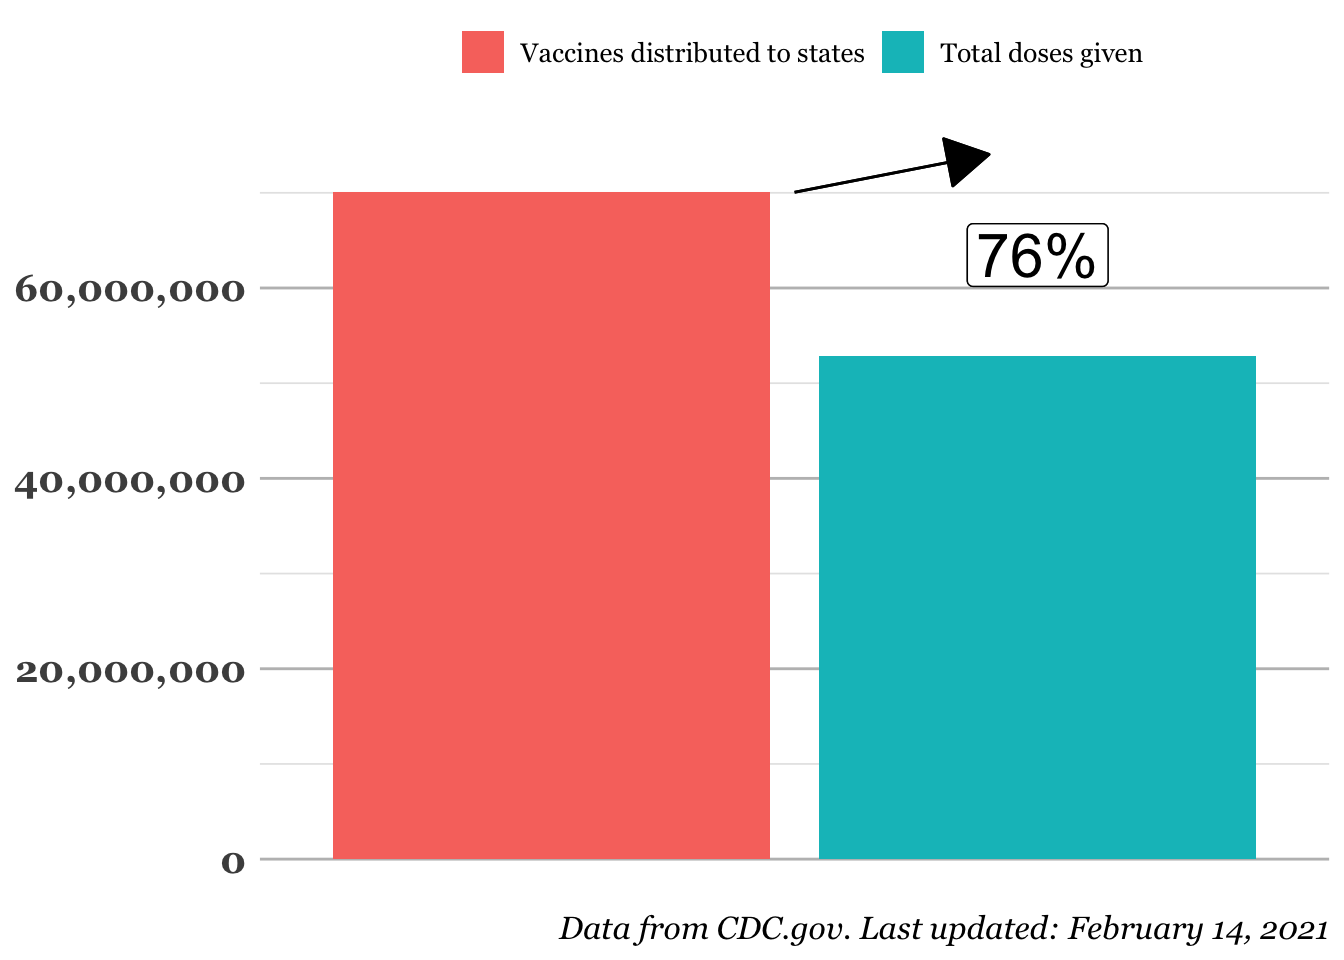 Vaccines distributed to states Total doses given
76%
60,000,000
40,000,000
20,000,000
0
Data from CDC.gov. Last updated: February 14, 2021